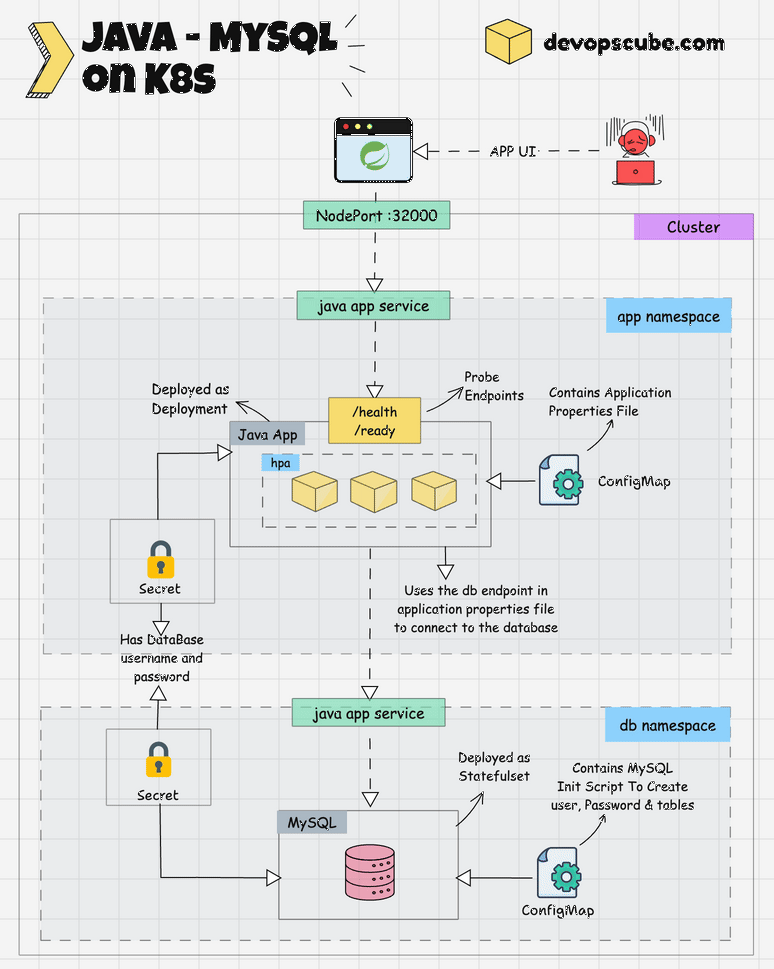 JAVA - MYSQL
on K8S
devopscube.com
APP UI
NodePort :32000
Cluster
java app service
app namespace
Deployed as
Deployment
/health
/ready
Probe
Endpoints
Contains Application
Properties File
Java App
hpa
ConfigMap
Secret
Uses the db endpoint in
application properties file
to connect to the database
Has DataBase
username and
password
java app service
db namespace
Secret
Deployed as
Statefulset
Contains MySQL
Init Script To Create
user, Password & tables
MySQL
ConfigMap